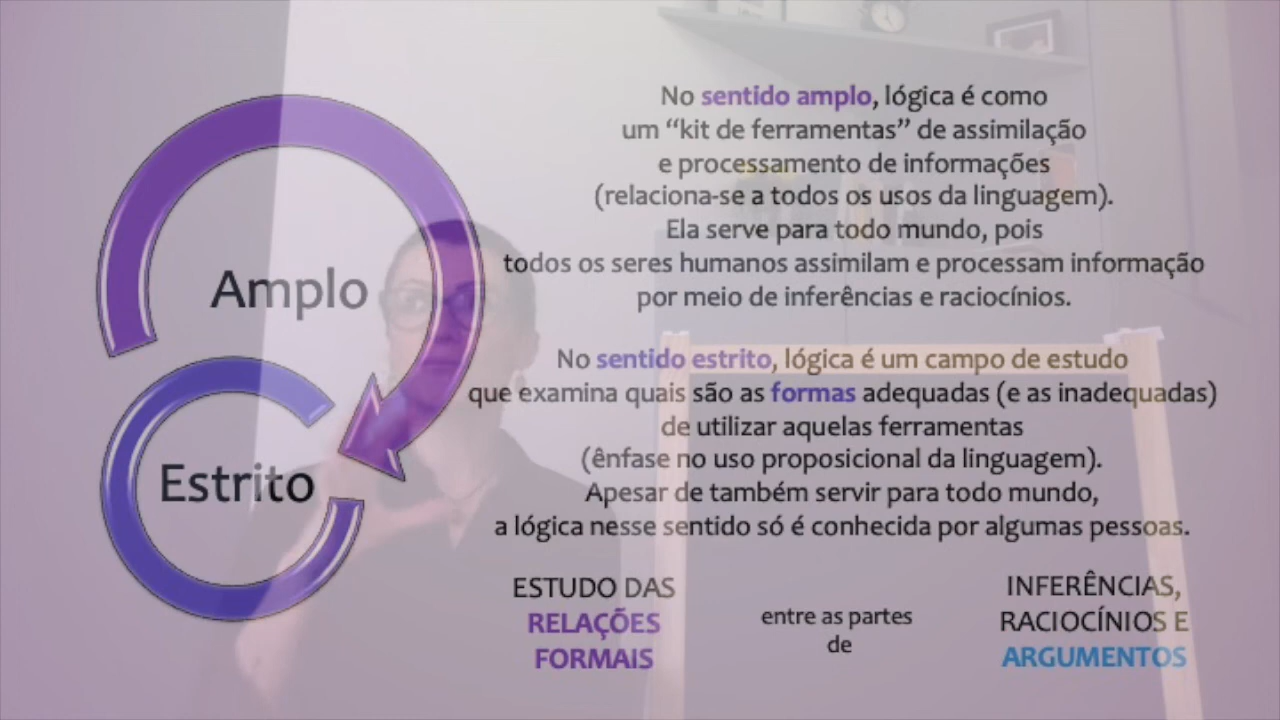 Amplo
Estrito
No sentido amplo, lógica é como
um “kit de ferramentas” de assimilação
e processamento de informações
(relaciona-se a todos os usos da linguagem).
Ela serve para todo mundo, pois
todos os seres humanos assimilam e processam informação
por meio de inferências e raciocínios.
No sentido estrito, lógica é um campo de estudo
que examina quais são as formas adequadas (e as inadequadas)
de utilizar aquelas ferramentas
(ênfase no uso proposicional da linguagem).
Apesar de também servir para todo mundo,
a lógica nesse sentido só é conhecida por algumas pessoas.
ESTUDO DAS
RELAÇÕES
FORMAIS
entre as partes
de
INFERÊNCIAS,
RACIOCÍNIOS E
ARGUMENTOS